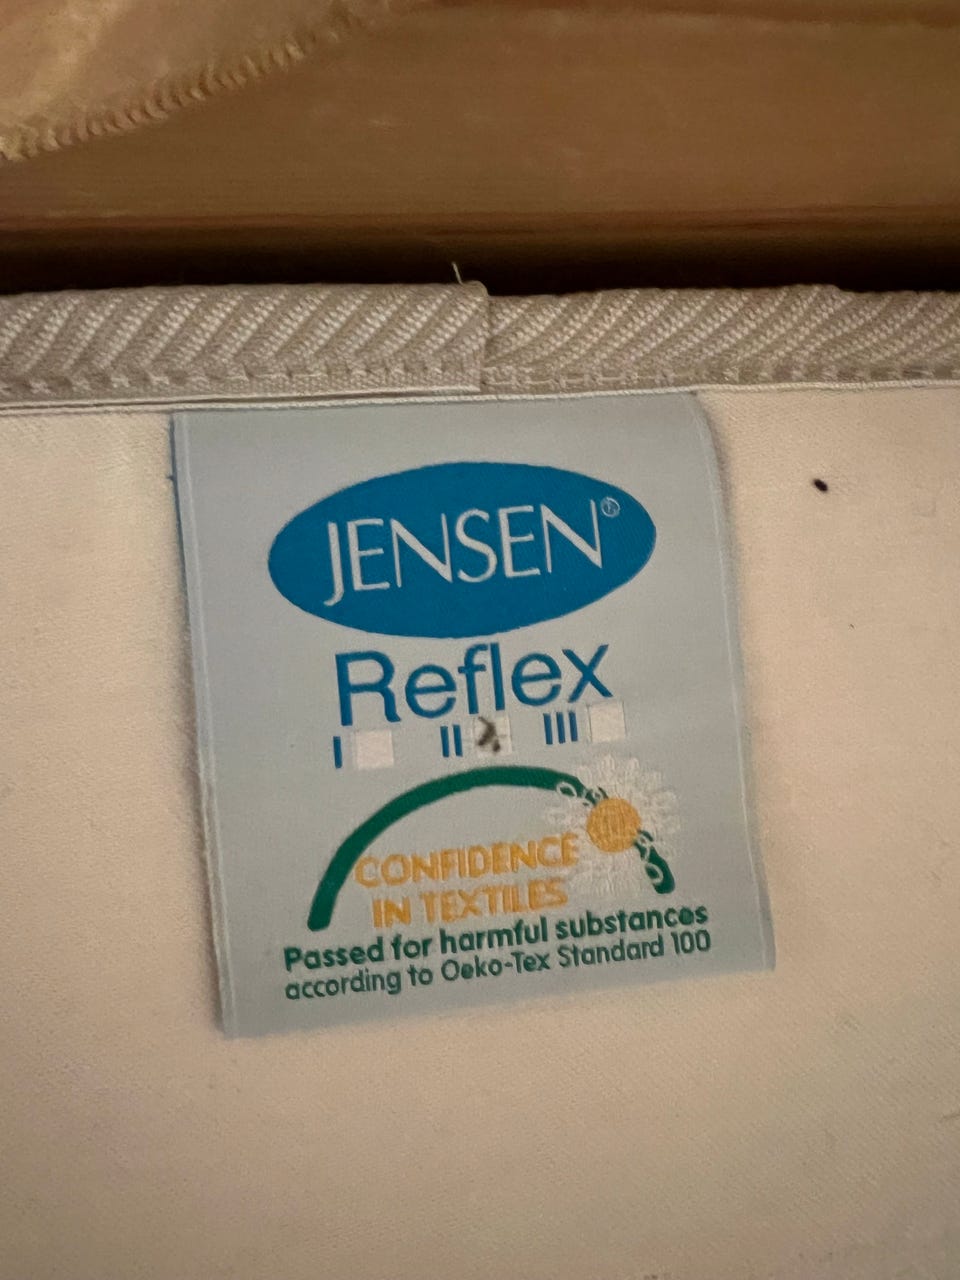 JENSEN®
Reflex
I II III
CONFIDENCE
IN TEXTILES
Passed for harmful substances
according to Oeko-Tex Standard 100